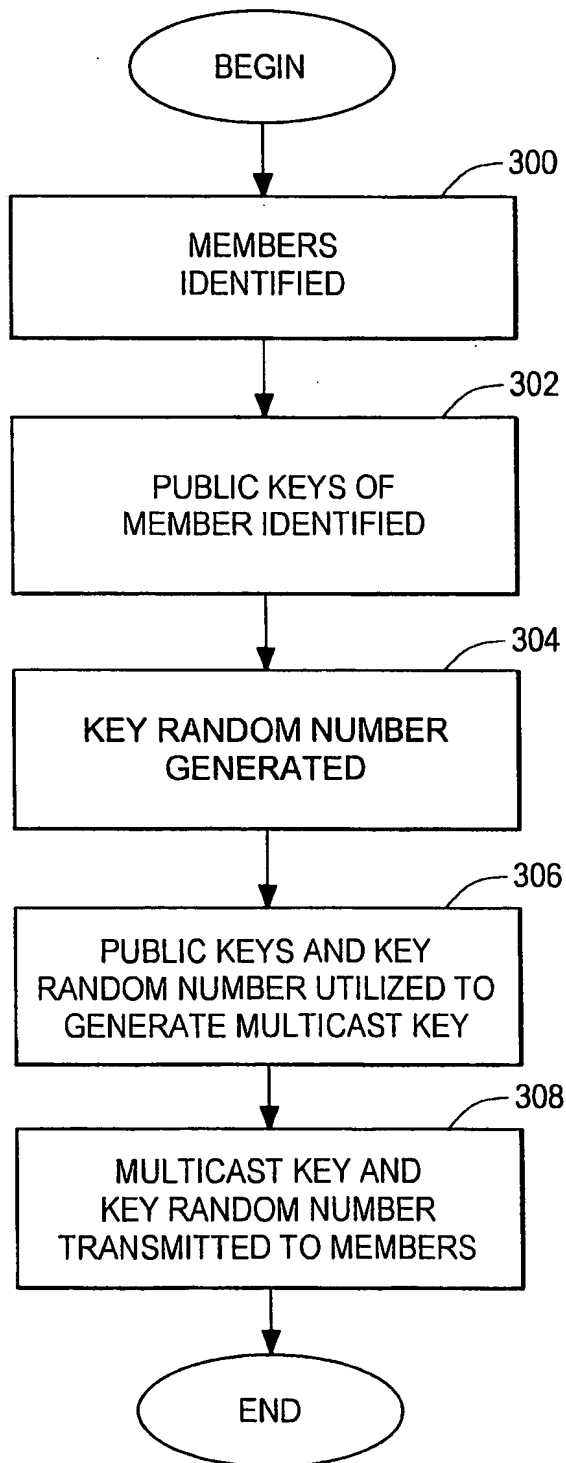 BEGIN
300
MEMBERS
IDENTIFIED
302
PUBLIC KEYS OF
MEMBER IDENTIFIED
304
KEY RANDOM NUMBER
GENERATED
306
PUBLIC KEYS AND KEY
RANDOM NUMBER UTILIZED TO
GENERATE MULTICAST KEY
308
MULTICAST KEY AND
KEY RANDOM NUMBER
TRANSMITTED TO MEMBERS
END